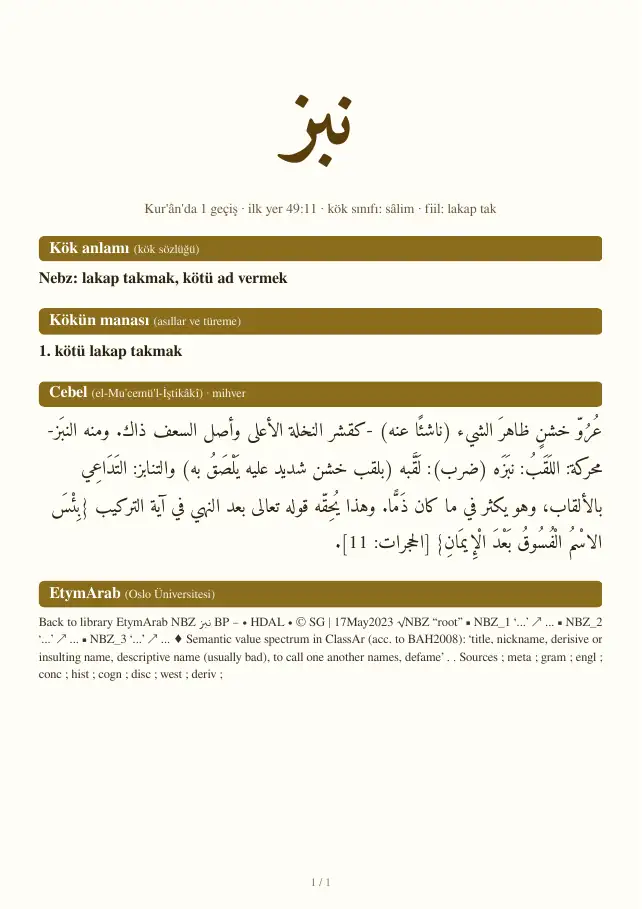 نبز
Kur'ân'da 1 geçiş · ilk yer 49:11 · kök sınıfı: sâlim · fiil: lakap tak
Kök anlamı (kök sözlüğü)
Nebz: lakap takmak, kötü ad vermek
Kökün manası (asıllar ve türeme)
1. kötü lakap takmak
Cebel (el-Mu'cemü'l-İştikâkî) · mihver
عُرُوّ خشنٍ ظاهرَ الشيء (ناشئًا عنه) -كقشر النخلة الأعلى وأصل السعف ذاك. ومنه النبَز-
محركة: اللَقَبُ: نبَزَه (ضرب): لَقَّبه (بلقب خشن شديد عليه يَلْصَقُ به) والتنابز: التَدَاعِي
بالألقاب، وهو يكثر في ما كان ذَمًّا. وهذا يُحِقّه قوله تعالى بعد النهي في آية التركيب {بِئْسَ
الاسْمُ الْفُسُوقُ بَعْدَ الْإِيمَانِ} [الحجرات: 11].
EtymArab (Oslo Üniversitesi)
Back to library EtymArab NBZ نبز BP – • HDAL • © SG | 17May2023 √NBZ “root” ▪ NBZ_1 ‘...’ ↗ ... ▪ NBZ_2
‘...’ ↗ ... ▪ NBZ_3 ‘...’ ↗ ... ♦ Semantic value spectrum in ClassAr (acc. to BAH2008): ‘title, nickname, derisive or
insulting name, descriptive name (usually bad), to call one another names, defame’ . . Sources ; meta ; gram ; engl ;
conc ; hist ; cogn ; disc ; west ; deriv ;
1 / 1